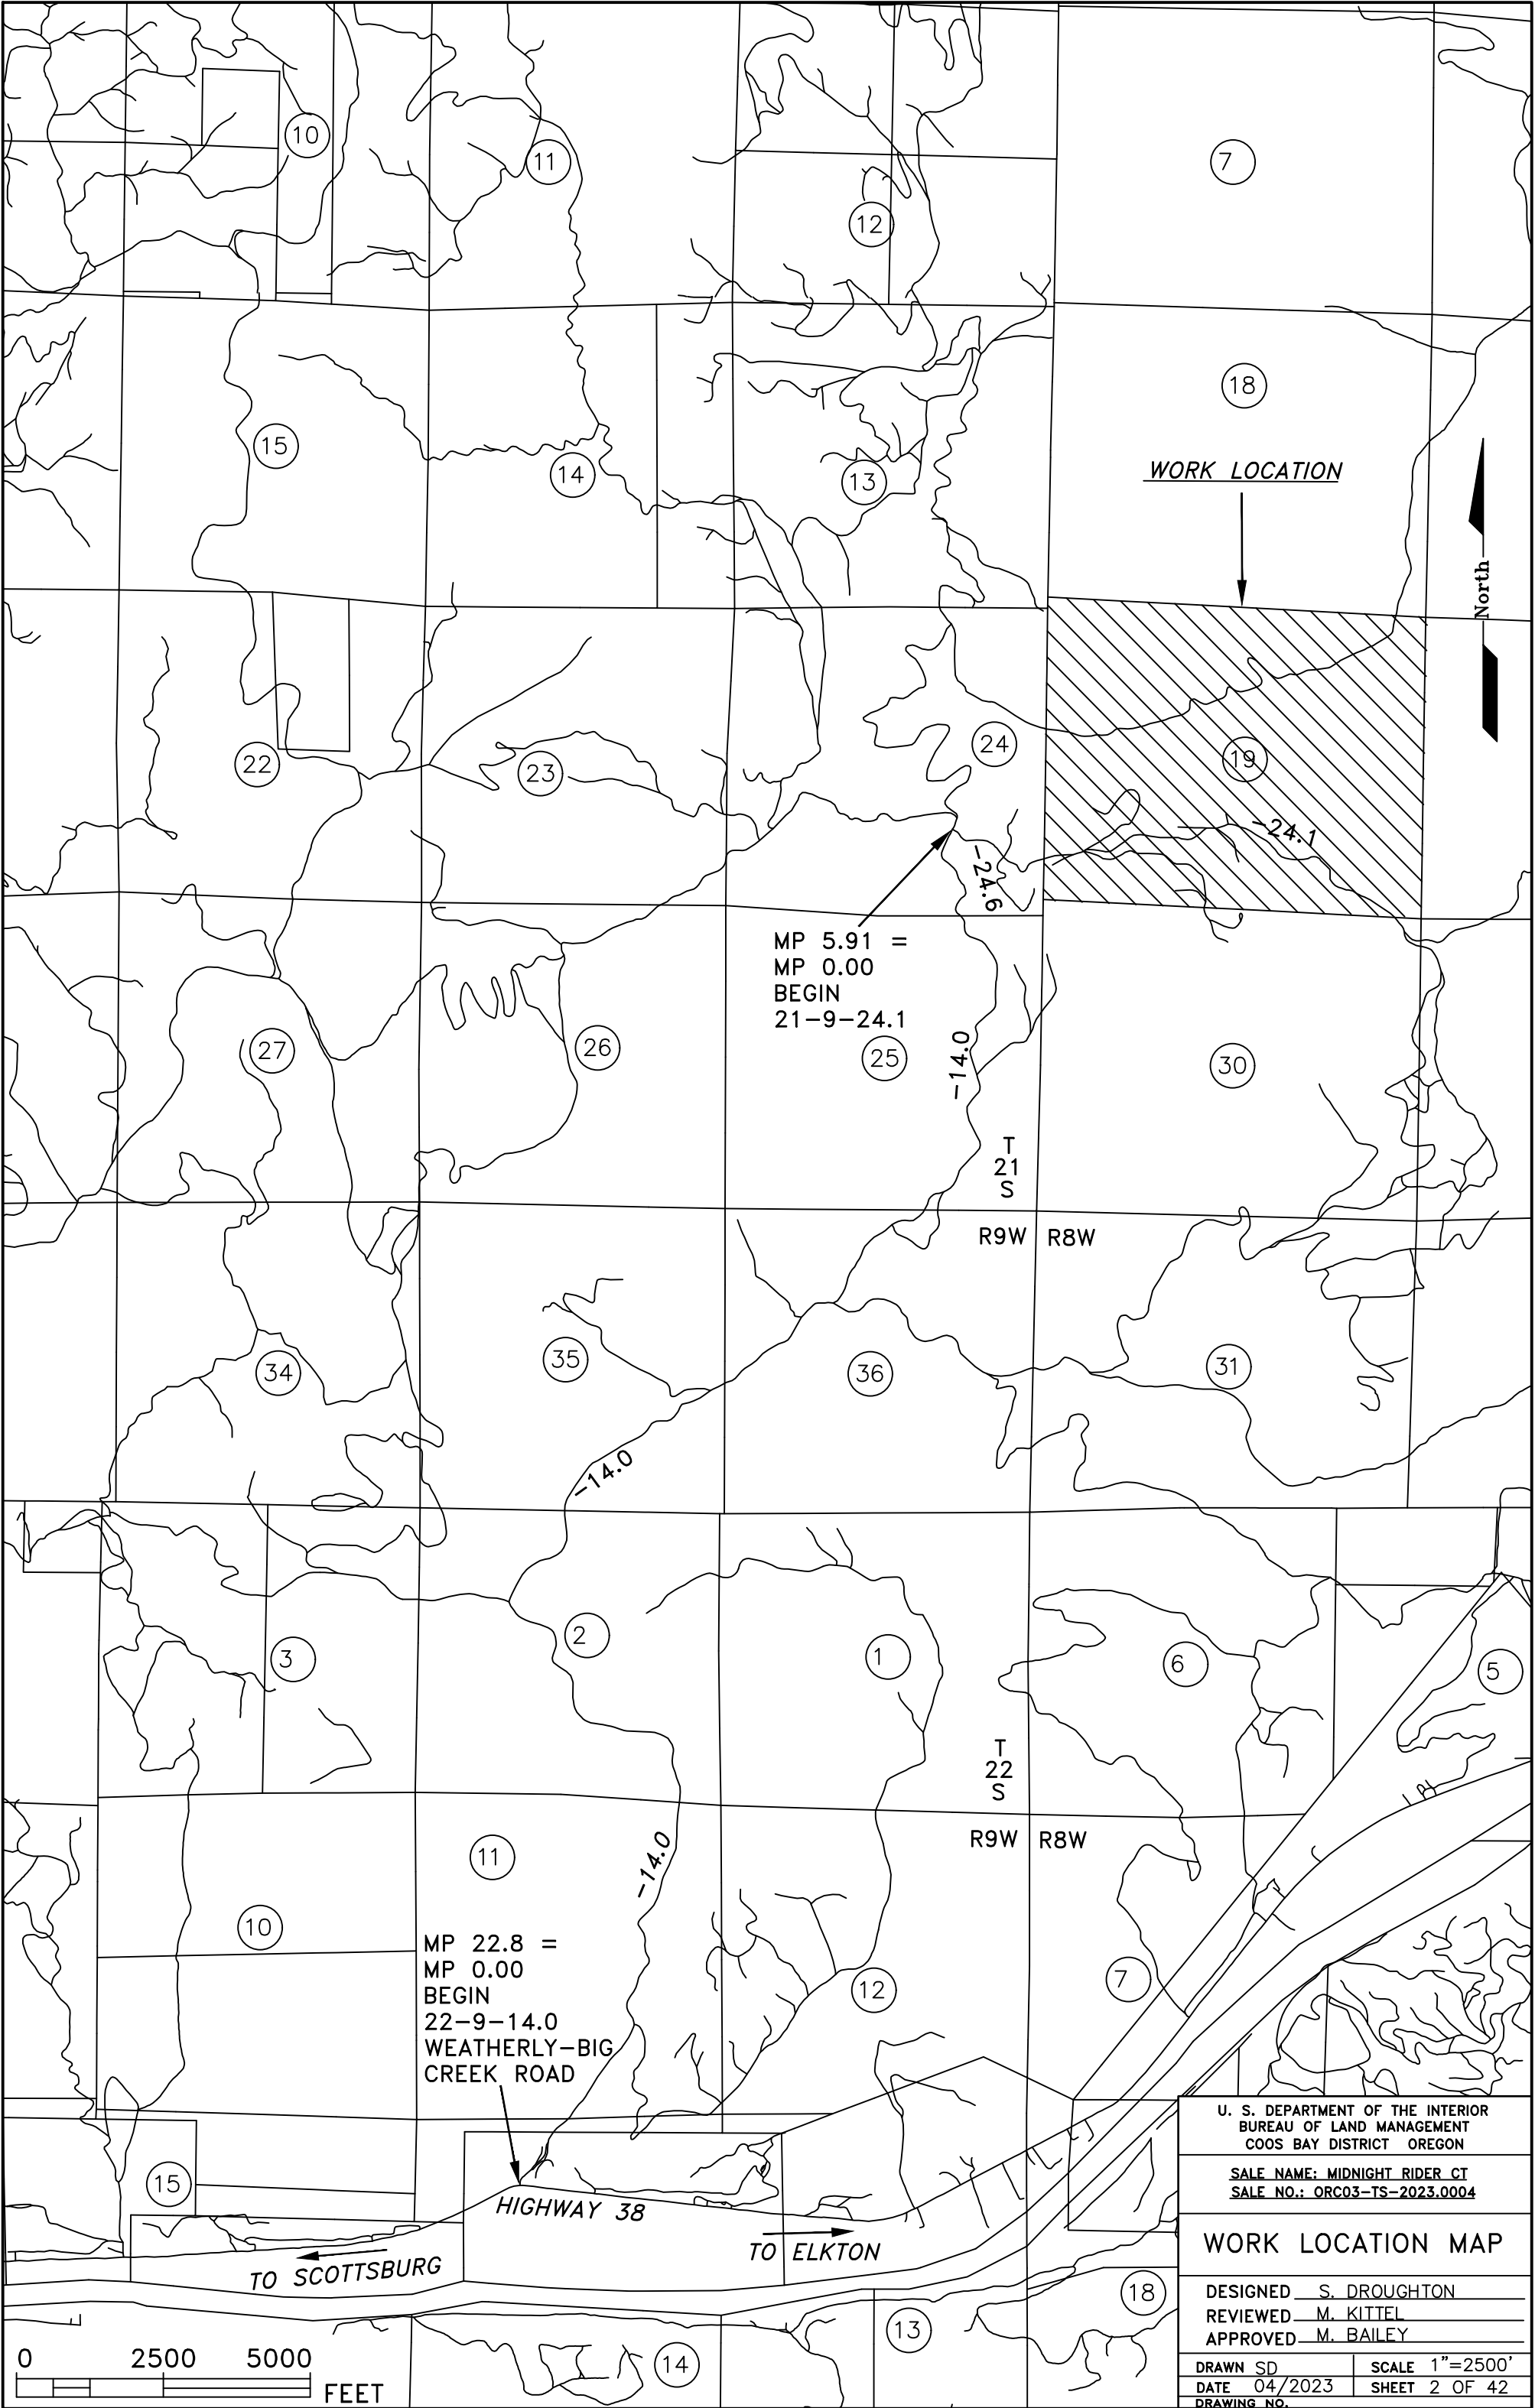 10
11
12
7
15
14
13
18
WORK LOCATION
North
22
23
24
19
-24.1
-24.6
MP 5.91 =
MP 0.00
BEGIN
21-9-24.1
27
26
25
-14.0
30
T
21
S
R9W R8W
34
35
36
31
-14.0
3
2
1
6
5
T
22
S
R9W R8W
11
-14.0
10
MP 22.8 =
MP 0.00
BEGIN
22-9-14.0
WEATHERLY-BIG
CREEK ROAD
12
7
15
HIGHWAY 38
TO SCOTTSBURG
TO ELKTON
18
13
14
0 2500 5000
FEET
U. S. DEPARTMENT OF THE INTERIOR
BUREAU OF LAND MANAGEMENT
COOS BAY DISTRICT OREGON
SALE NAME: MIDNIGHT RIDER CT
SALE NO.: ORC03-TS-2023.0004
WORK LOCATION MAP
DESIGNED S. DROUGHTON
REVIEWED M. KITTEL
APPROVED M. BAILEY
DRAWN SD SCALE 1"=2500'
DATE 04/2023 SHEET 2 OF 42
DRAWING NO.